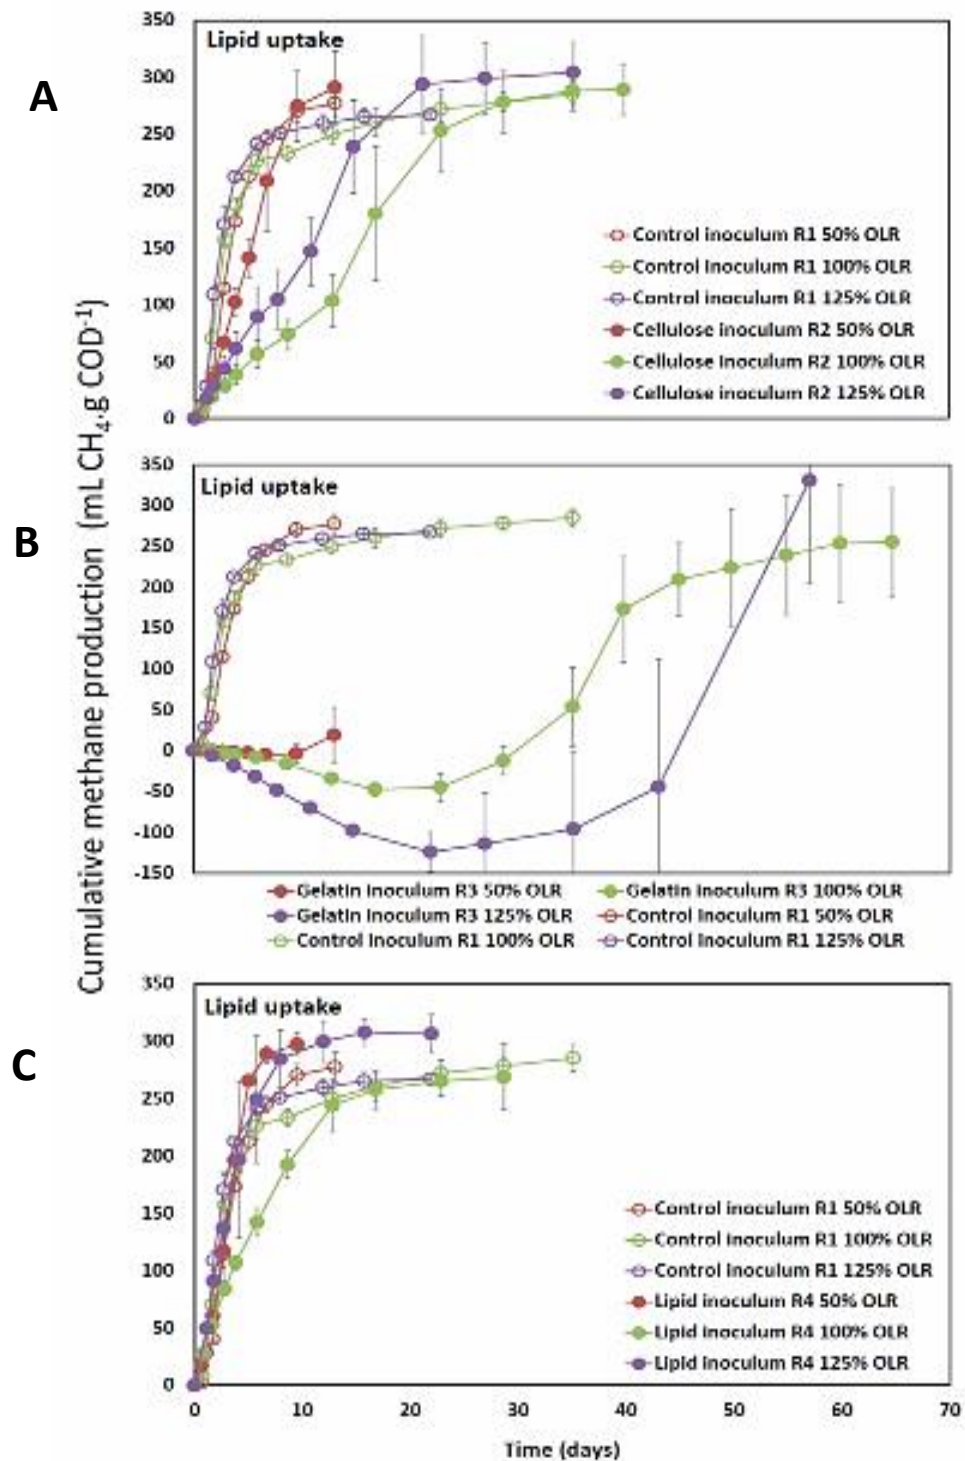 A
Lipid uptake
350
300
250
200
150
100
50
0
Control inoculum R1 50% OLR
Control Inoculum R1 100% OLR
Control inoculum R1 125% OLR
Cellulose inoculum R2 50% OLR
Cellulose Inoculum R2 100% OLR
Cellulose inoculum R2 125% OLR
Cumulative methane production (mL CH4.g COD-1)
B
Lipid uptake
350
300
250
200
150
100
50
0
-50
-100
-150
Gelatin Inoculum R3 50% OLR Gelatin Inoculum R3 100% OLR
Gelatin Inoculum R3 125% OLR Control Inoculum R1 50% OLR
Control Inoculum R1 100% OLR Control Inoculum R1 125% OLR
C
Lipid uptake
350
300
250
200
150
100
50
0
Control inoculum R1 50% OLR
Control inoculum R1 100% OLR
Control inoculum R1 125% OLR
Lipid inoculum R4 50% OLR
Lipid inoculum R4 100% OLR
Lipid inoculum R4 125% OLR
0 10 20 30 40 50 60 70
Time (days)